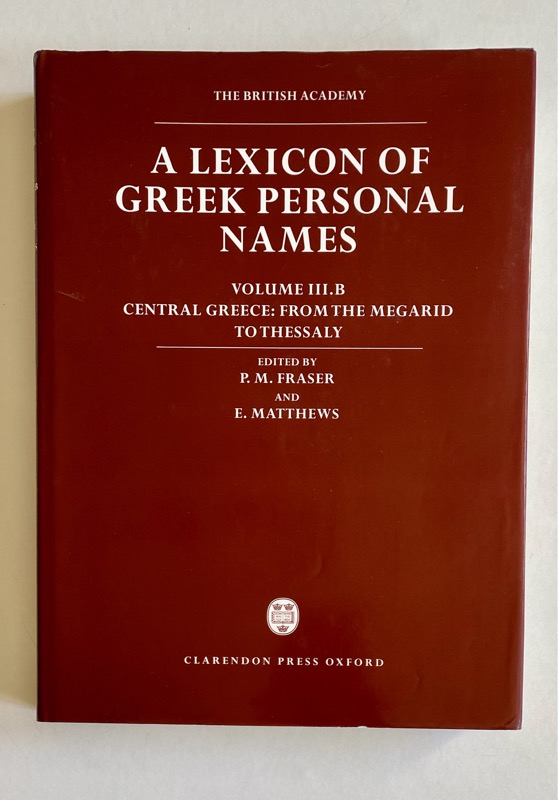 THE BRITISH ACADEMY
A LEXICON OF
GREEK PERSONAL
NAMES
VOLUME III.B
CENTRAL GREECE: FROM THE MEGARID
TO THESSALY
EDITED BY
P. M. FRASER
AND
E. MATTHEWS
CLARENDON PRESS OXFORD